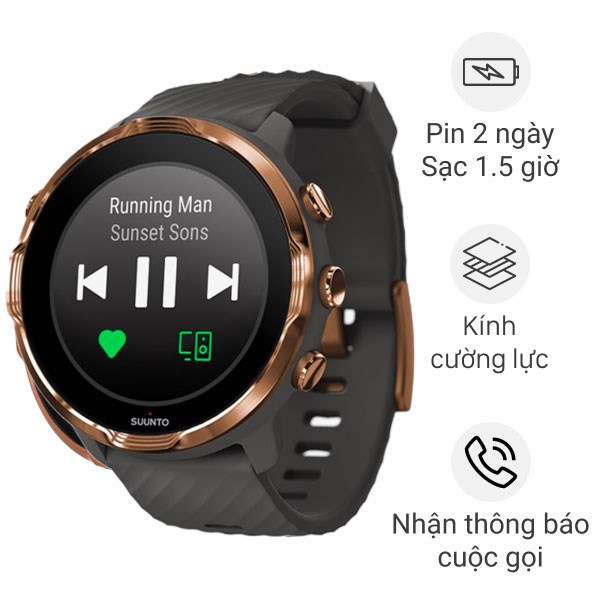 Running Man
Sunset Sons
SUUNTO
Pin 2 ngày
Sạc 1.5 giờ
Kính
cường lực
Nhận thông báo
cuộc gọi